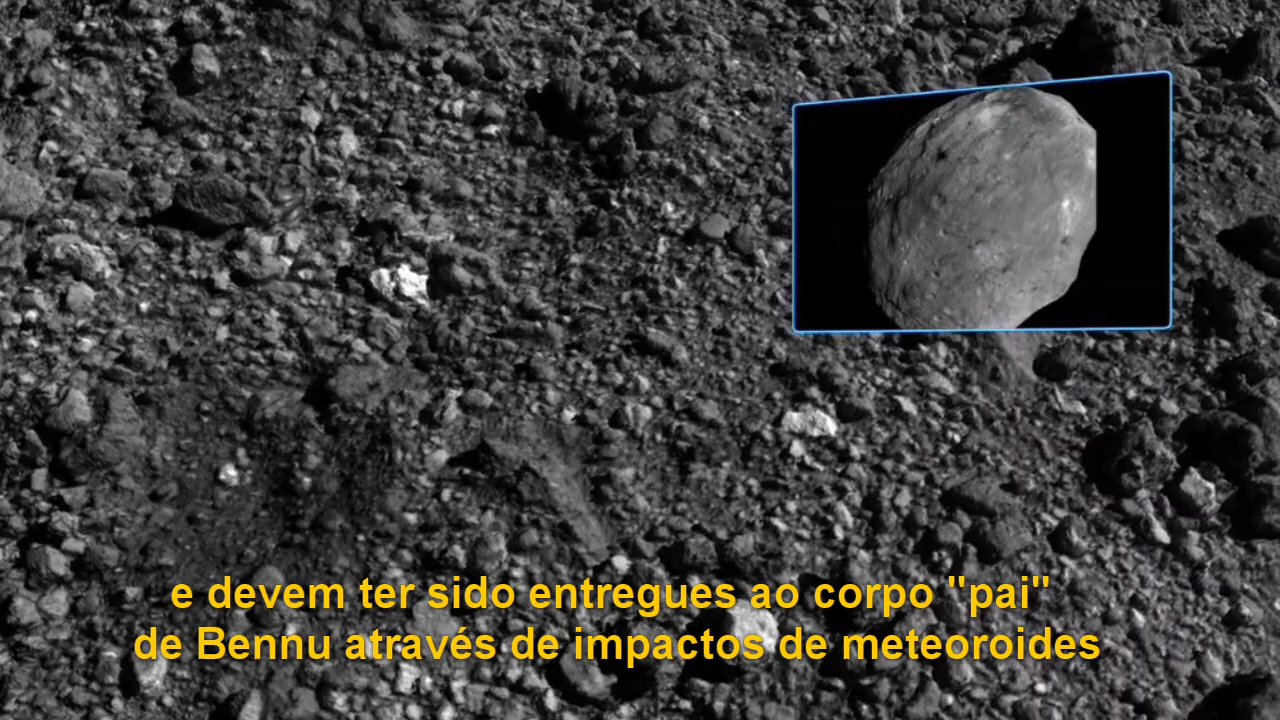 e devem ter sido entregues ao corpo "pai"
de Bennu através de impactos de meteoroides